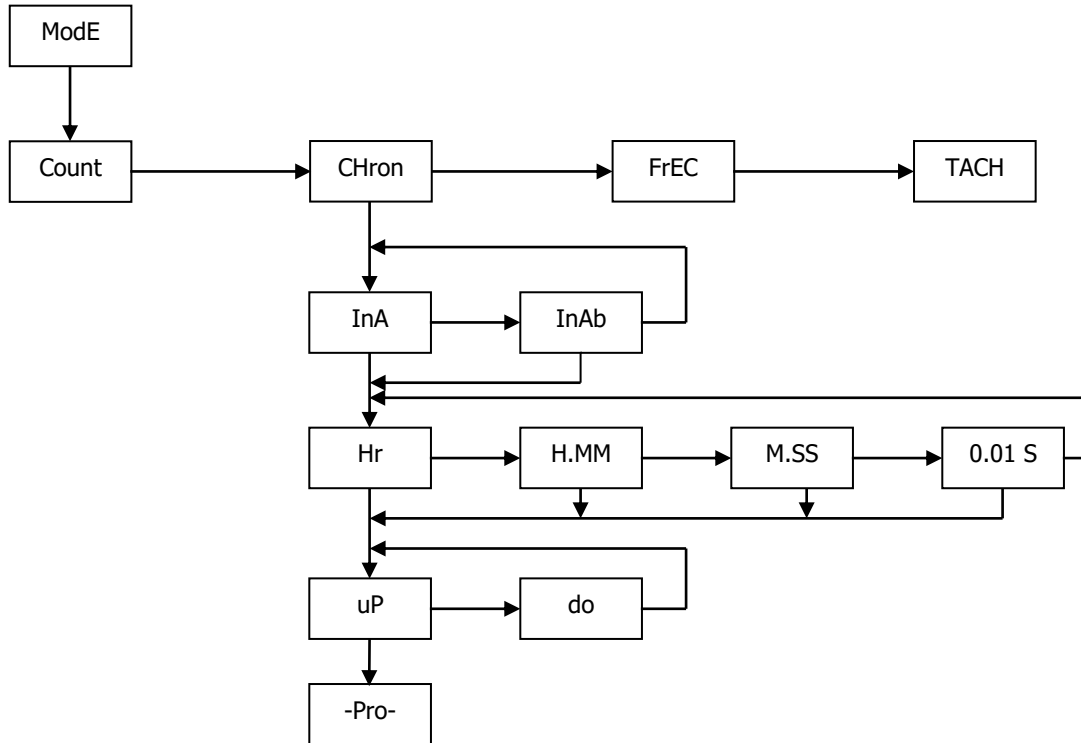 ModE
Count
CHron
FrEC
TACH
InA
InAb
Hr
H.MM
M.SS
0.01 S
uP
do
-Pro-